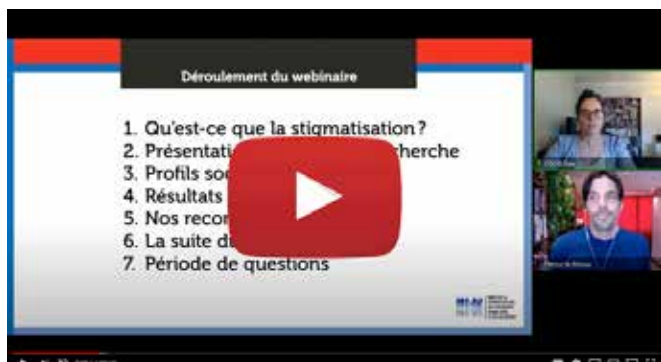 Déroulement du webinaire
1. Qu'est-ce que la stigmatisation ?
2. Présentati cherche
3. Profils so
4. Résultats
5. Nos recor
6. La suite d
7. Période de questions